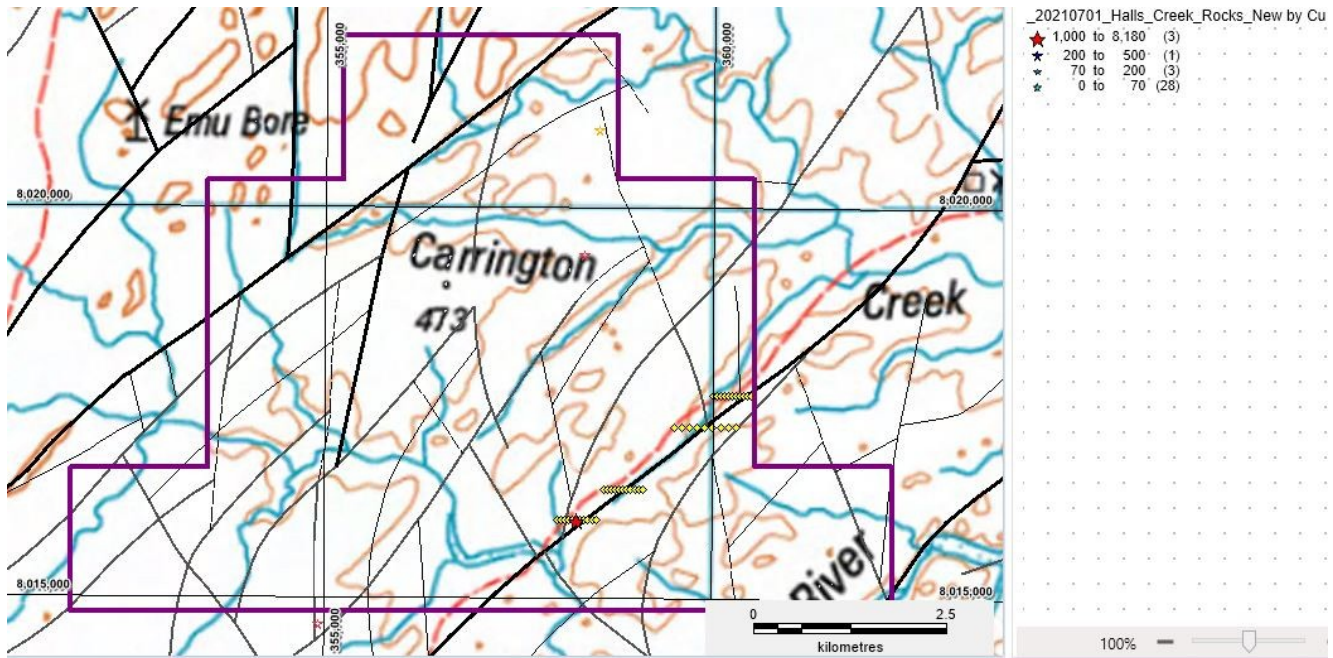 _20210701_Halls_Creek_Rocks_New by Cu
1,000 to 8,180 (3)
200 to 500 (1)
70 to 200 (3)
0 to 70 (28)
355,000
360,000
Emu Bore
8,020,000
8,020,000
Carrington
473
Creek
River
8,015,000
8,015,000
355,000
0 2.5
kilometres
100%